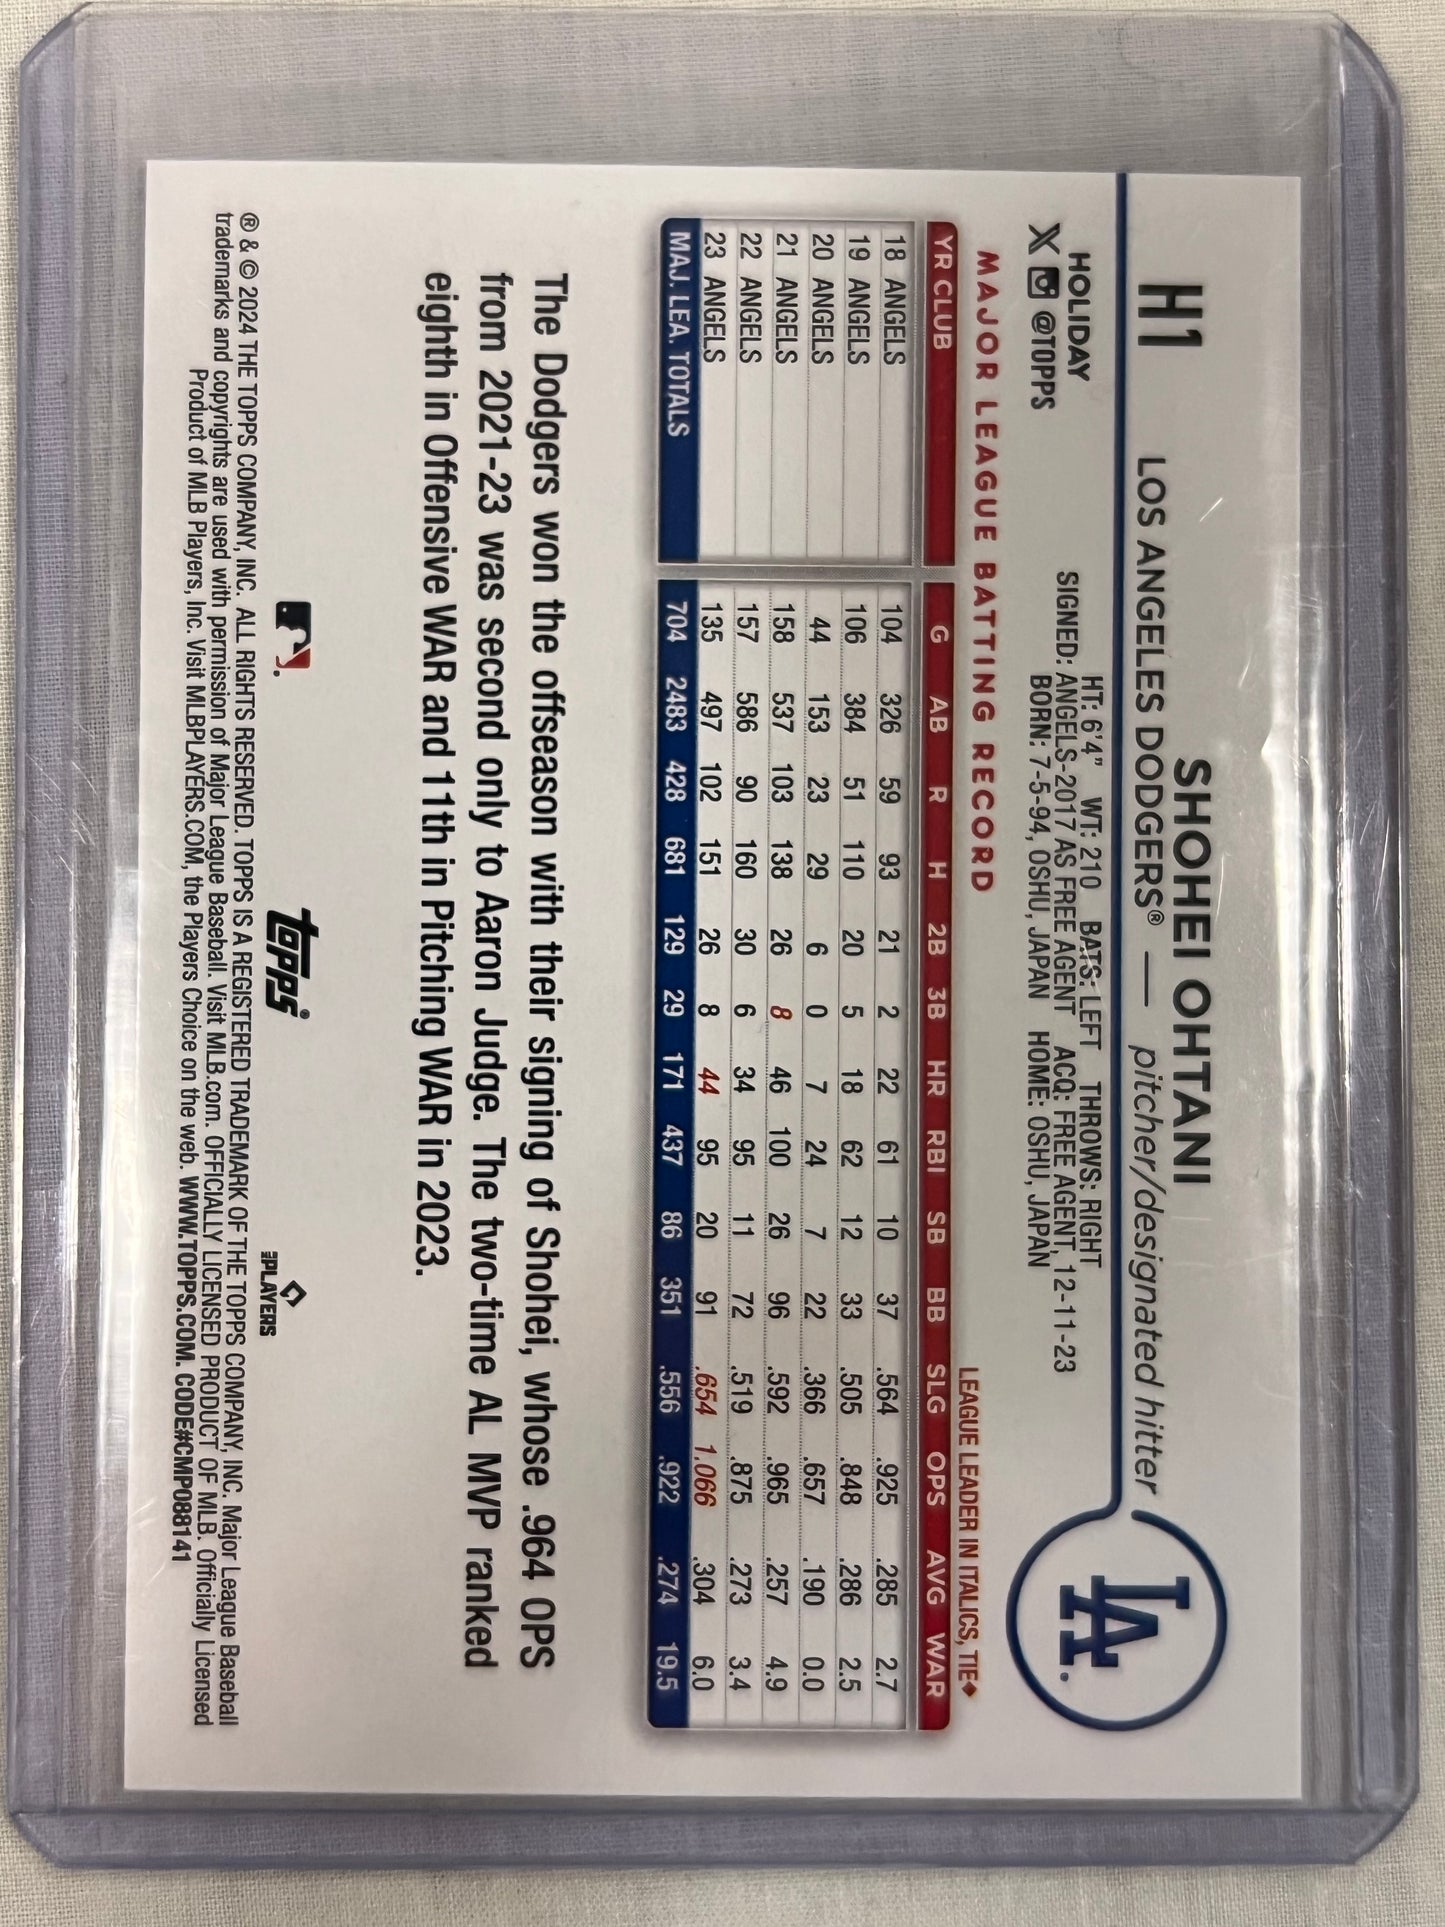 H1
SHOHEI OHTANI
LOS ANGELES DODGERS® — pitcher/designated hitter
LA
HOLIDAY
X @TOPPS
HT: 6'4" WT: 210 BATS: LEFT THROWS: RIGHT
SIGNED: ANGELS-2017 AS FREE AGENT ACQ: FREE AGENT, 12-11-23
BORN: 7-5-94, OSHU, JAPAN HOME: OSHU, JAPAN
MAJOR LEAGUE BATTING RECORD
LEAGUE LEADER IN ITALICS, TIE♦
YR CLUB G AB R H 2B 3B HR RBI SB BB SLG OPS AVG WAR
18 ANGELS 104 326 59 93 21 2 22 61 10 37 .564 .925 .285 2.7
19 ANGELS 106 384 51 110 20 5 18 62 12 33 .505 .848 .286 2.5
20 ANGELS 44 153 23 29 6 0 7 24 7 22 .366 .657 .190 0.0
21 ANGELS 158 537 103 138 26 8 46 100 26 96 .592 .965 .257 4.9
22 ANGELS 157 586 90 160 30 6 34 95 11 72 .519 .875 .273 3.4
23 ANGELS 135 497 102 151 26 8 44 95 20 91 .654 1.066 .304 6.0
MAJ. LEA. TOTALS 704 2483 428 681 129 29 171 437 86 351 .556 .922 .274 19.5
The Dodgers won the offseason with their signing of Shohei, whose .964 OPS
from 2021-23 was second only to Aaron Judge. The two-time AL MVP ranked
eighth in Offensive WAR and 11th in Pitching WAR in 2023.
topps®
PLAYERS
® & © 2024 THE TOPPS COMPANY, INC. ALL RIGHTS RESERVED. TOPPS IS A REGISTERED TRADEMARK OF THE TOPPS COMPANY, INC. Major League Baseball
trademarks and copyrights are used with permission of Major League Baseball. Visit MLB.com. OFFICIALLY LICENSED PRODUCT OF MLB. Officially Licensed
Product of MLB Players, Inc. Visit MLBPLAYERS.COM, the Players Choice on the web. WWW.TOPPS.COM. CODE#CMP088141